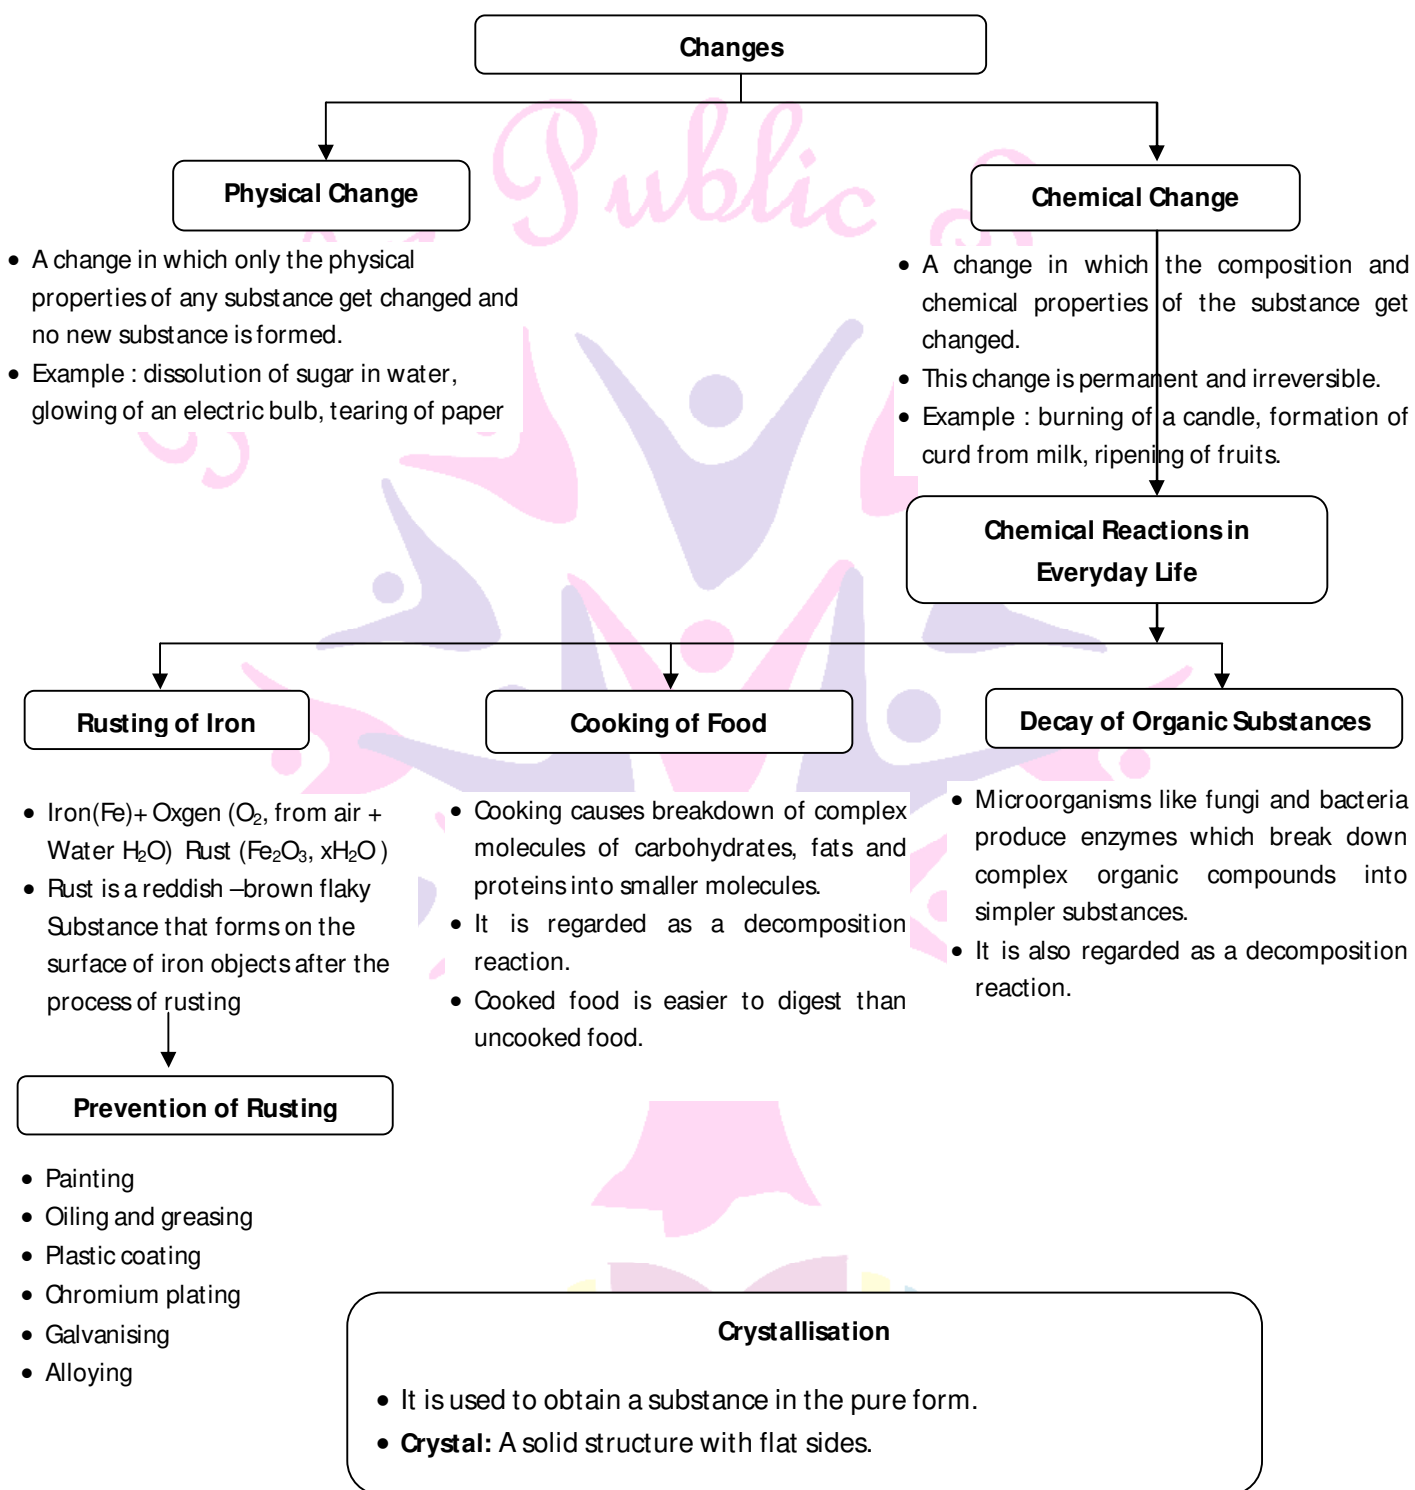 Changes
Public S
Physical Change
Chemical Change
• A change in which only the physical
properties of any substance get changed and
no new substance is formed.
• Example : dissolution of sugar in water,
glowing of an electric bulb, tearing of paper
• A change in which the composition and
chemical properties of the substance get
changed.
• This change is permanent and irreversible.
• Example : burning of a candle, formation of
curd from milk, ripening of fruits.
Chemical Reactions in
Everyday Life
Rusting of Iron
Cooking of Food
Decay of Organic Substances
• Iron(Fe)+ Oxgen (O₂, from air +
Water H₂O) Rust (Fe₂O₃, xH₂O )
• Rust is a reddish –brown flaky
Substance that forms on the
surface of iron objects after the
process of rusting
• Cooking causes breakdown of complex
molecules of carbohydrates, fats and
proteins into smaller molecules.
• It is regarded as a decomposition
reaction.
• Cooked food is easier to digest than
uncooked food.
• Microorganisms like fungi and bacteria
produce enzymes which break down
complex organic compounds into
simpler substances.
• It is also regarded as a decomposition
reaction.
Prevention of Rusting
• Painting
• Oiling and greasing
• Plastic coating
• Chromium plating
• Galvanising
• Alloying
Crystallisation
• It is used to obtain a substance in the pure form.
• Crystal: A solid structure with flat sides.